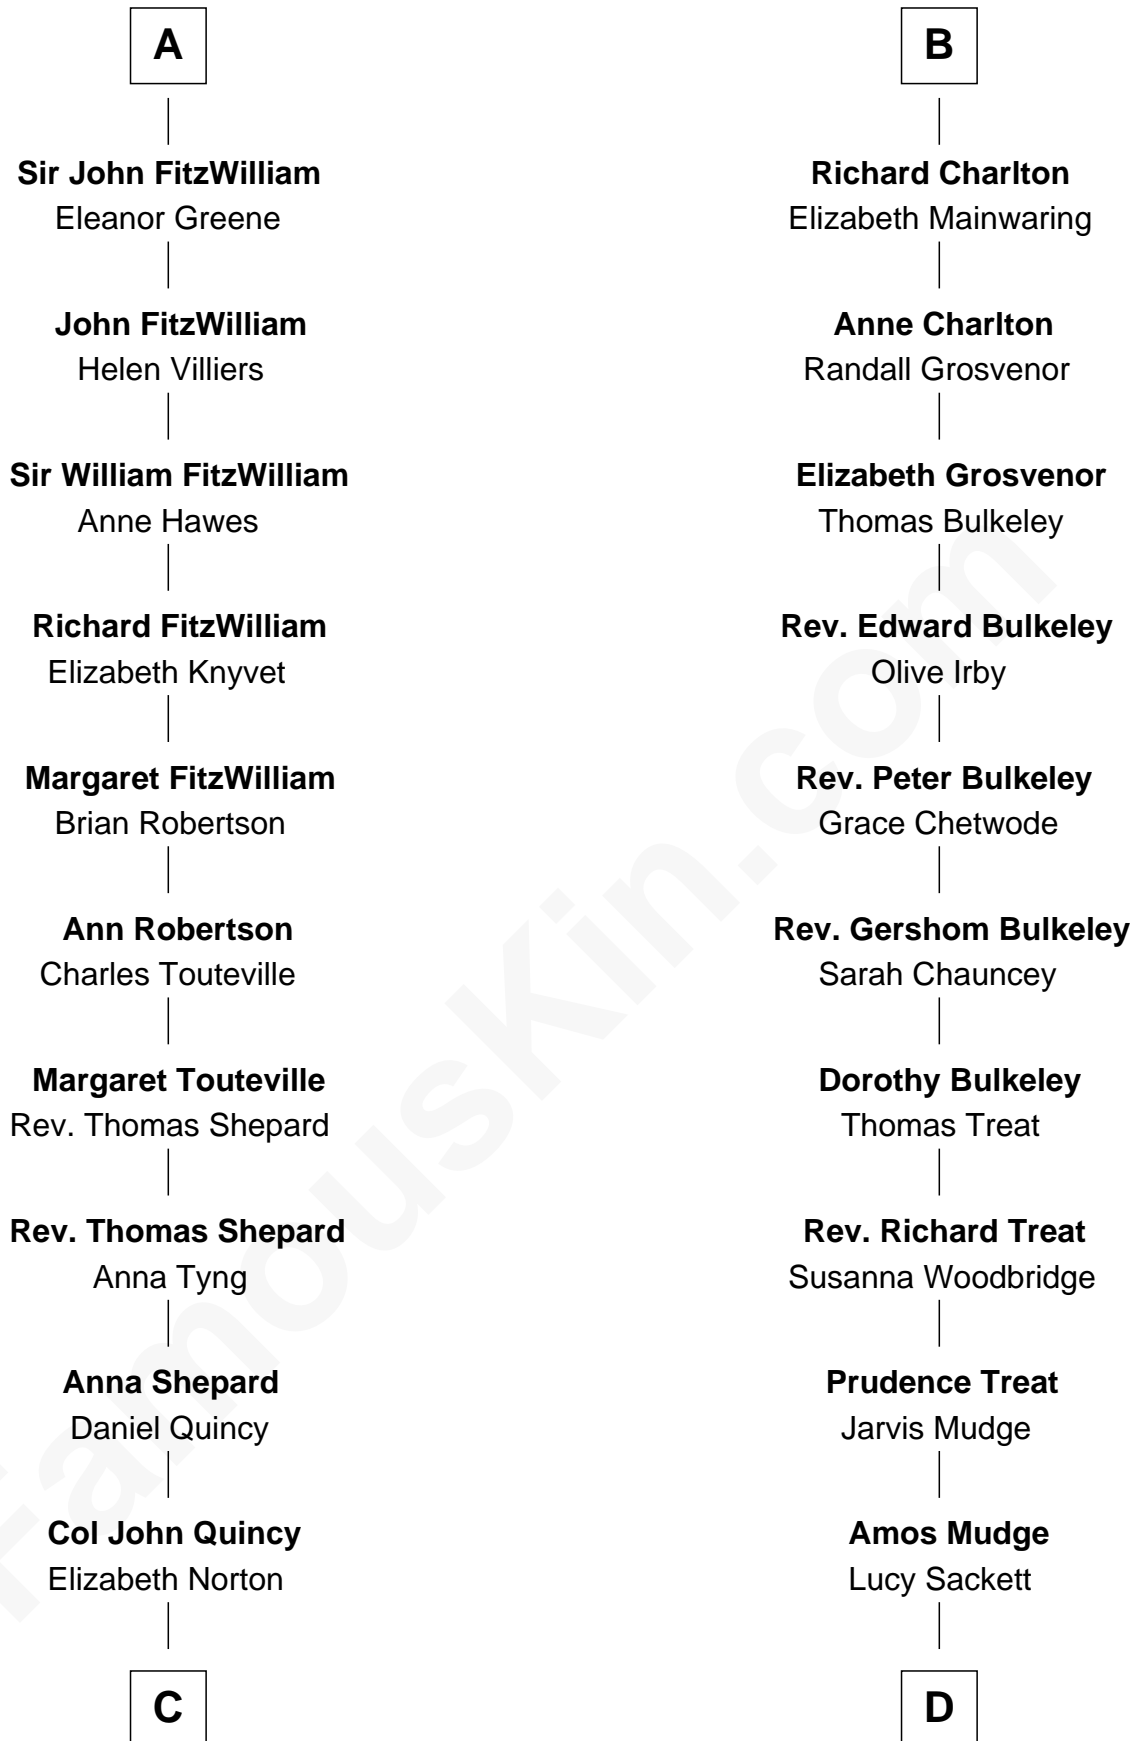 A
Sir John FitzWilliam
Eleanor Greene
John FitzWilliam
Helen Villiers
Sir William FitzWilliam
Anne Hawes
Richard FitzWilliam
Elizabeth Knyvet
Margaret FitzWilliam
Brian Robertson
Ann Robertson
Charles Touteville
Margaret Touteville
Rev. Thomas Shepard
Rev. Thomas Shepard
Anna Tyng
Anna Shepard
Daniel Quincy
Col John Quincy
Elizabeth Norton
C
B
Richard Charlton
Elizabeth Mainwaring
Anne Charlton
Randall Grosvenor
Elizabeth Grosvenor
Thomas Bulkeley
Rev. Edward Bulkeley
Olive Irby
Rev. Peter Bulkeley
Grace Chetwode
Rev. Gershom Bulkeley
Sarah Chauncey
Dorothy Bulkeley
Thomas Treat
Rev. Richard Treat
Susanna Woodbridge
Prudence Treat
Jarvis Mudge
Amos Mudge
Lucy Sackett
D
FamousKin.com